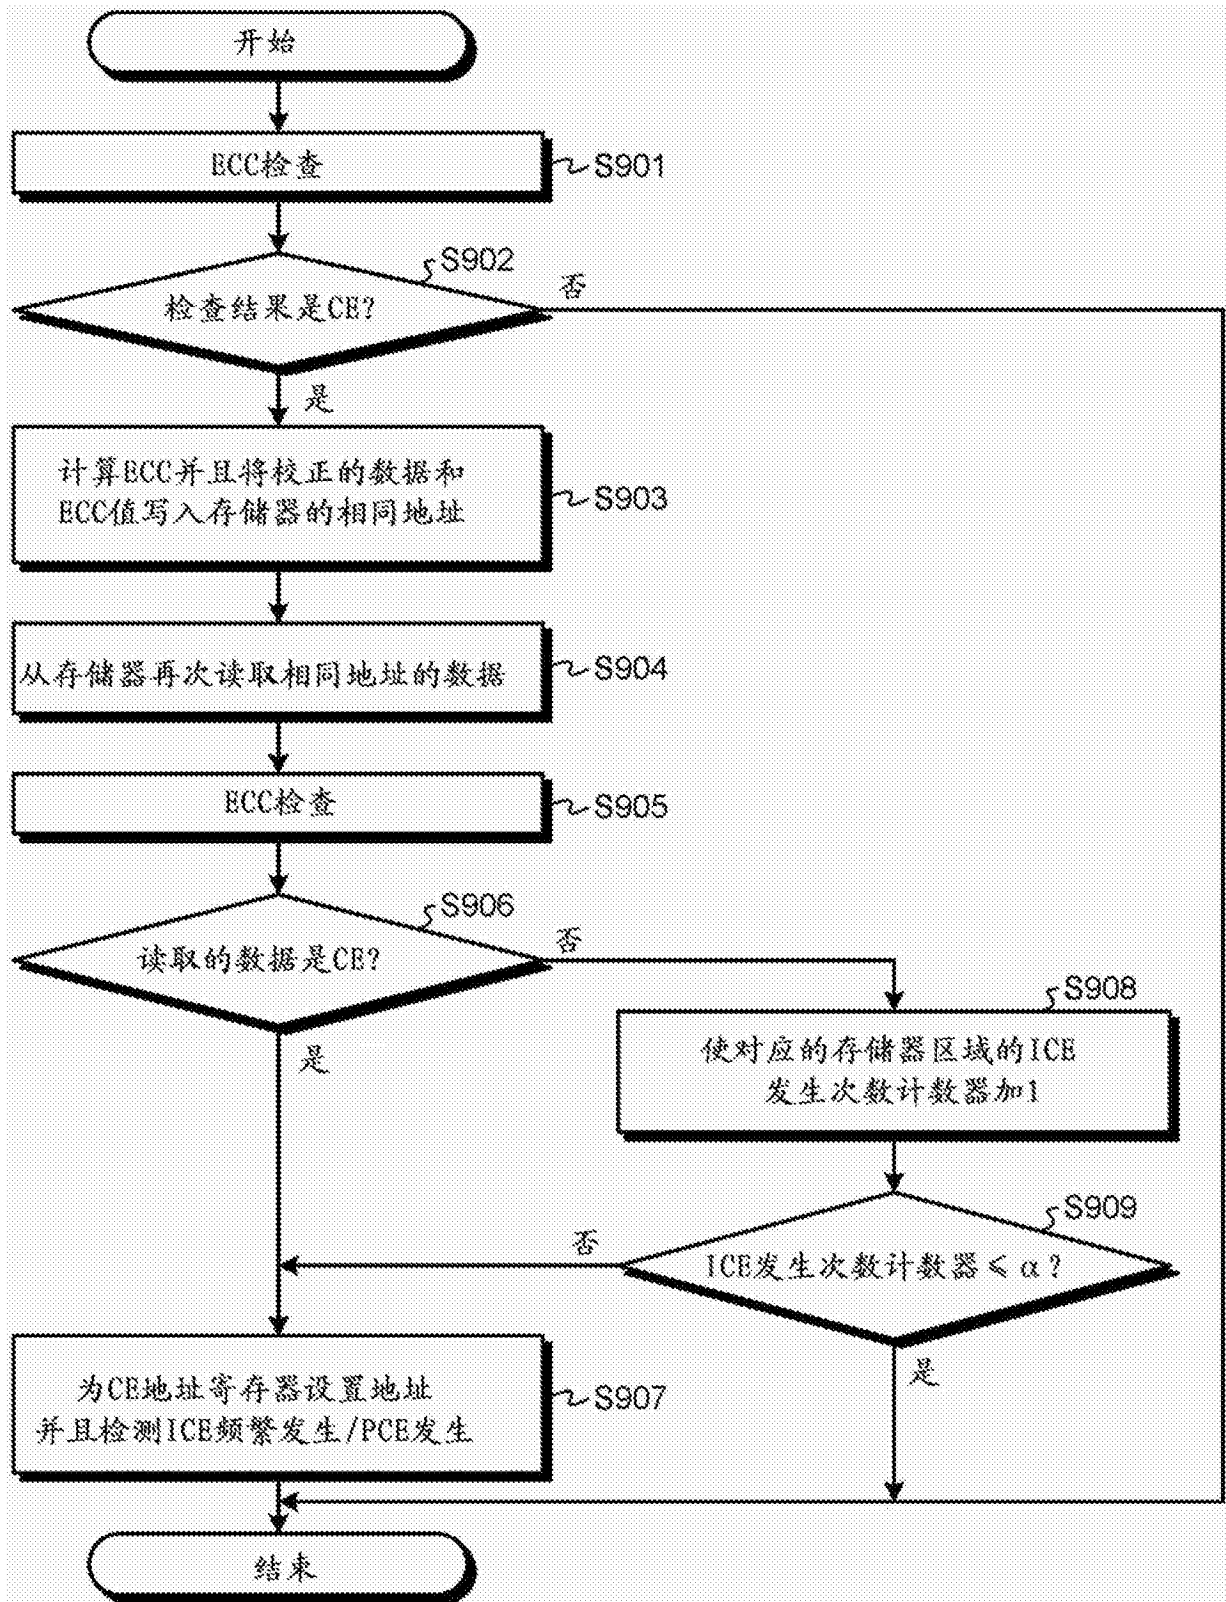 开始
ECC检查
S901
S902
检查结果是CE?
否
是
计算ECC并且将校正的数据和
ECC值写入存储器的相同地址
S903
从存储器再次读取相同地址的数据
S904
ECC检查
S905
S906
读取的数据是CE?
否
是
S908
使对应的存储器区域的ICE
发生次数计数器加1
S909
ICE发生次数计数器≤α?
否
是
为CE地址寄存器设置地址
并且检测ICE频繁发生/PCE发生
S907
结束